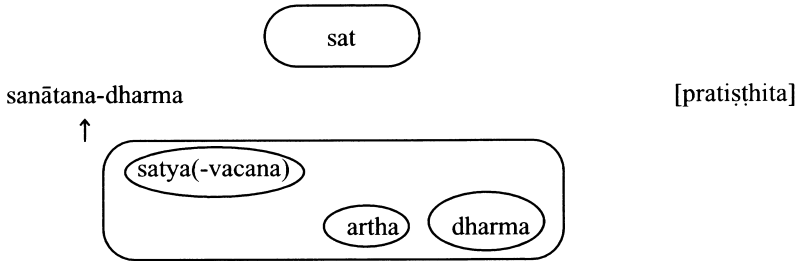 sat
sanātana-dharma [pratiṣṭhita]
↑
satya(-vacana)
artha dharma